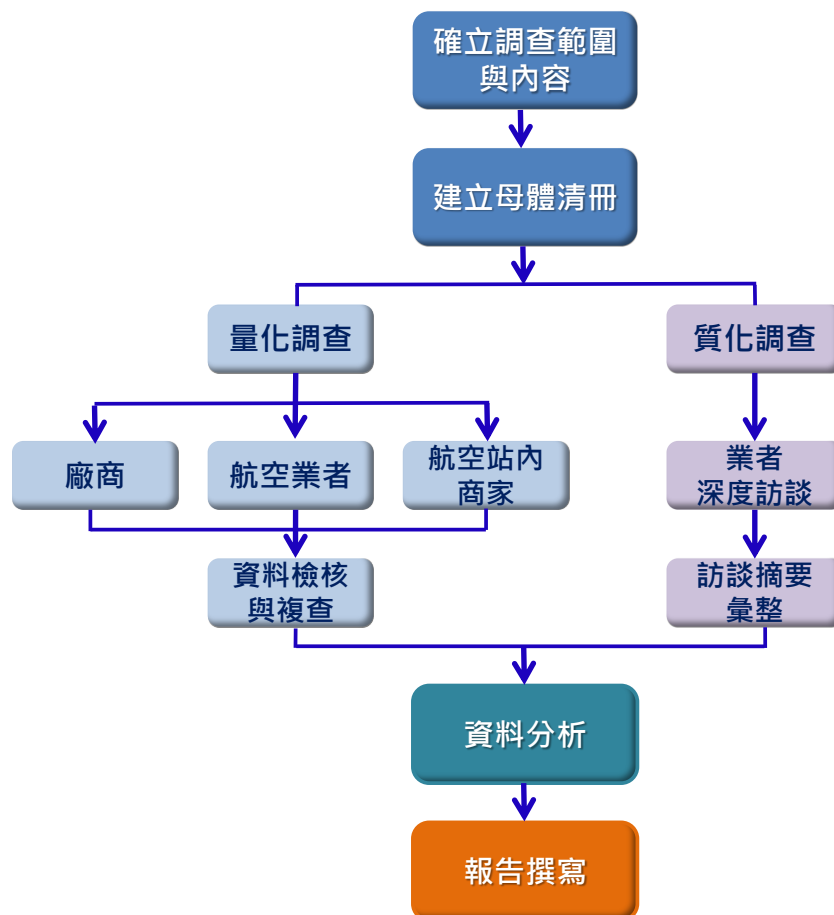 確立調查範圍
與內容
建立母體清冊
量化調查
質化調查
廠商
航空業者
航空站內
商家
業者
深度訪談
資料檢核
與複查
訪談摘要
彙整
資料分析
報告撰寫